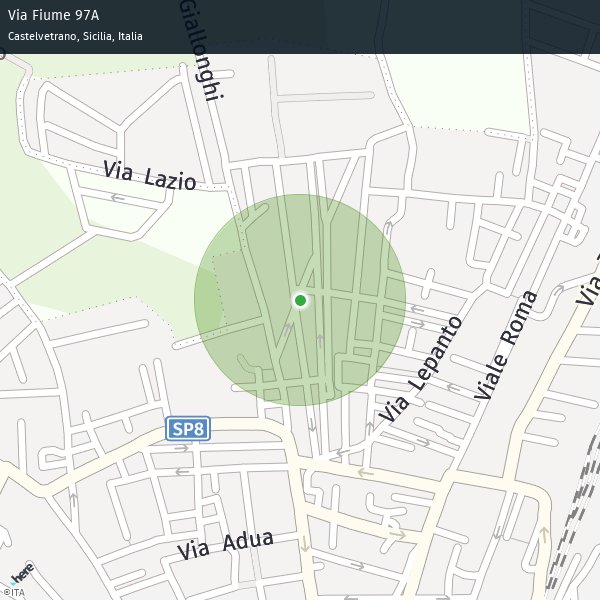 Via Fiume 97A
Castelvetrano, Sicilia, Italia
Giallonghi
Via Lazio
Viale Roma
Via Lepanto
SP8
Via Adua
Via
here
©ITA